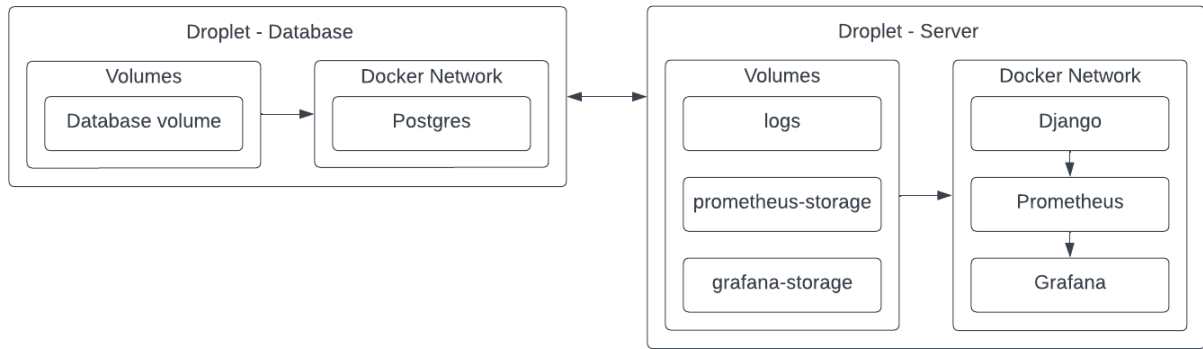 Droplet - Database
Volumes
Database volume
Docker Network
Postgres
Droplet - Server
Volumes
logs
prometheus-storage
grafana-storage
Docker Network
Django
Prometheus
Grafana